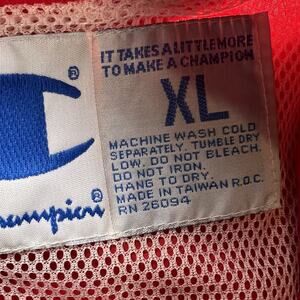 IT TAKES A LITTLE MORE
TO MAKE A CHAMPION
XL
MACHINE WASH COLD
SEPARATELY. TUMBLE DRY
LOW. DO NOT BLEACH.
DO NOT IRON.
HANG TO DRY.
MADE IN TAIWAN R.O.C.
RN 26094
®
Champion
®